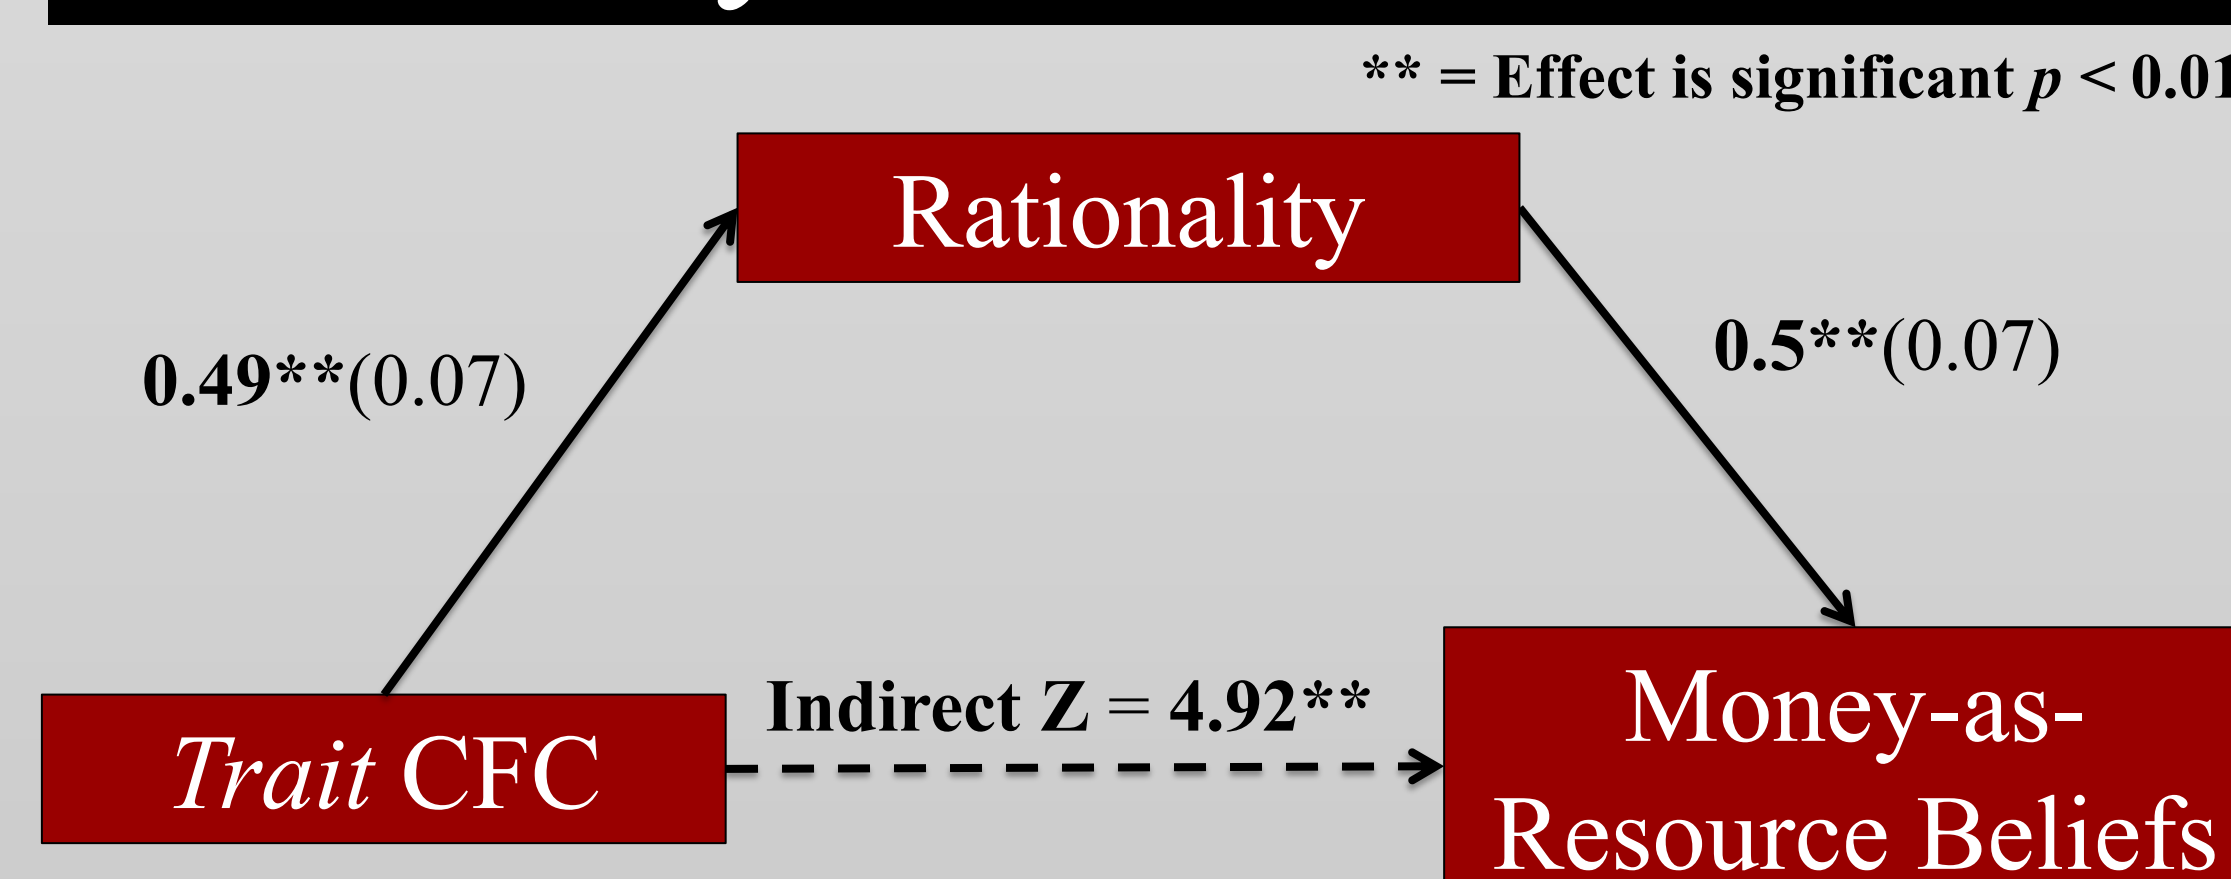 ** = Effect is significant p < 0.01
Rationality
0.49**(0.07)
0.5**(0.07)
Indirect Z = 4.92**
Trait CFC
Money-as-
Resource Beliefs